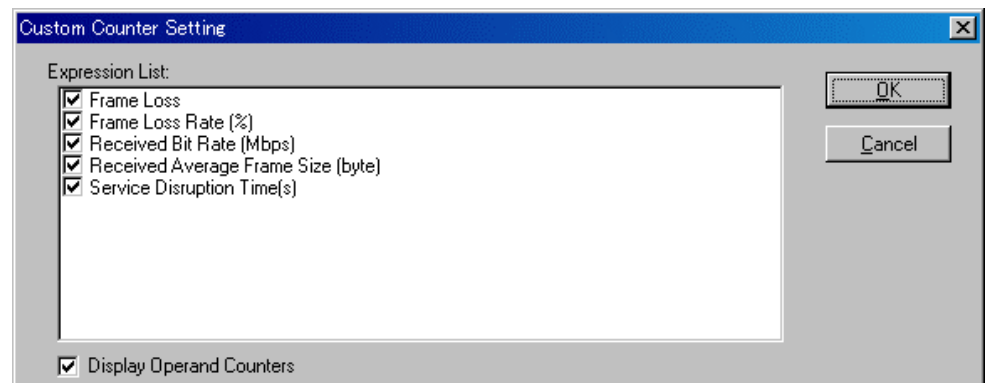 Custom Counter Setting
Expression List:
Frame Loss
Frame Loss Rate (%)
Received Bit Rate (Mbps)
Received Average Frame Size (byte)
Service Disruption Time(s)
OK
Cancel
Display Operand Counters